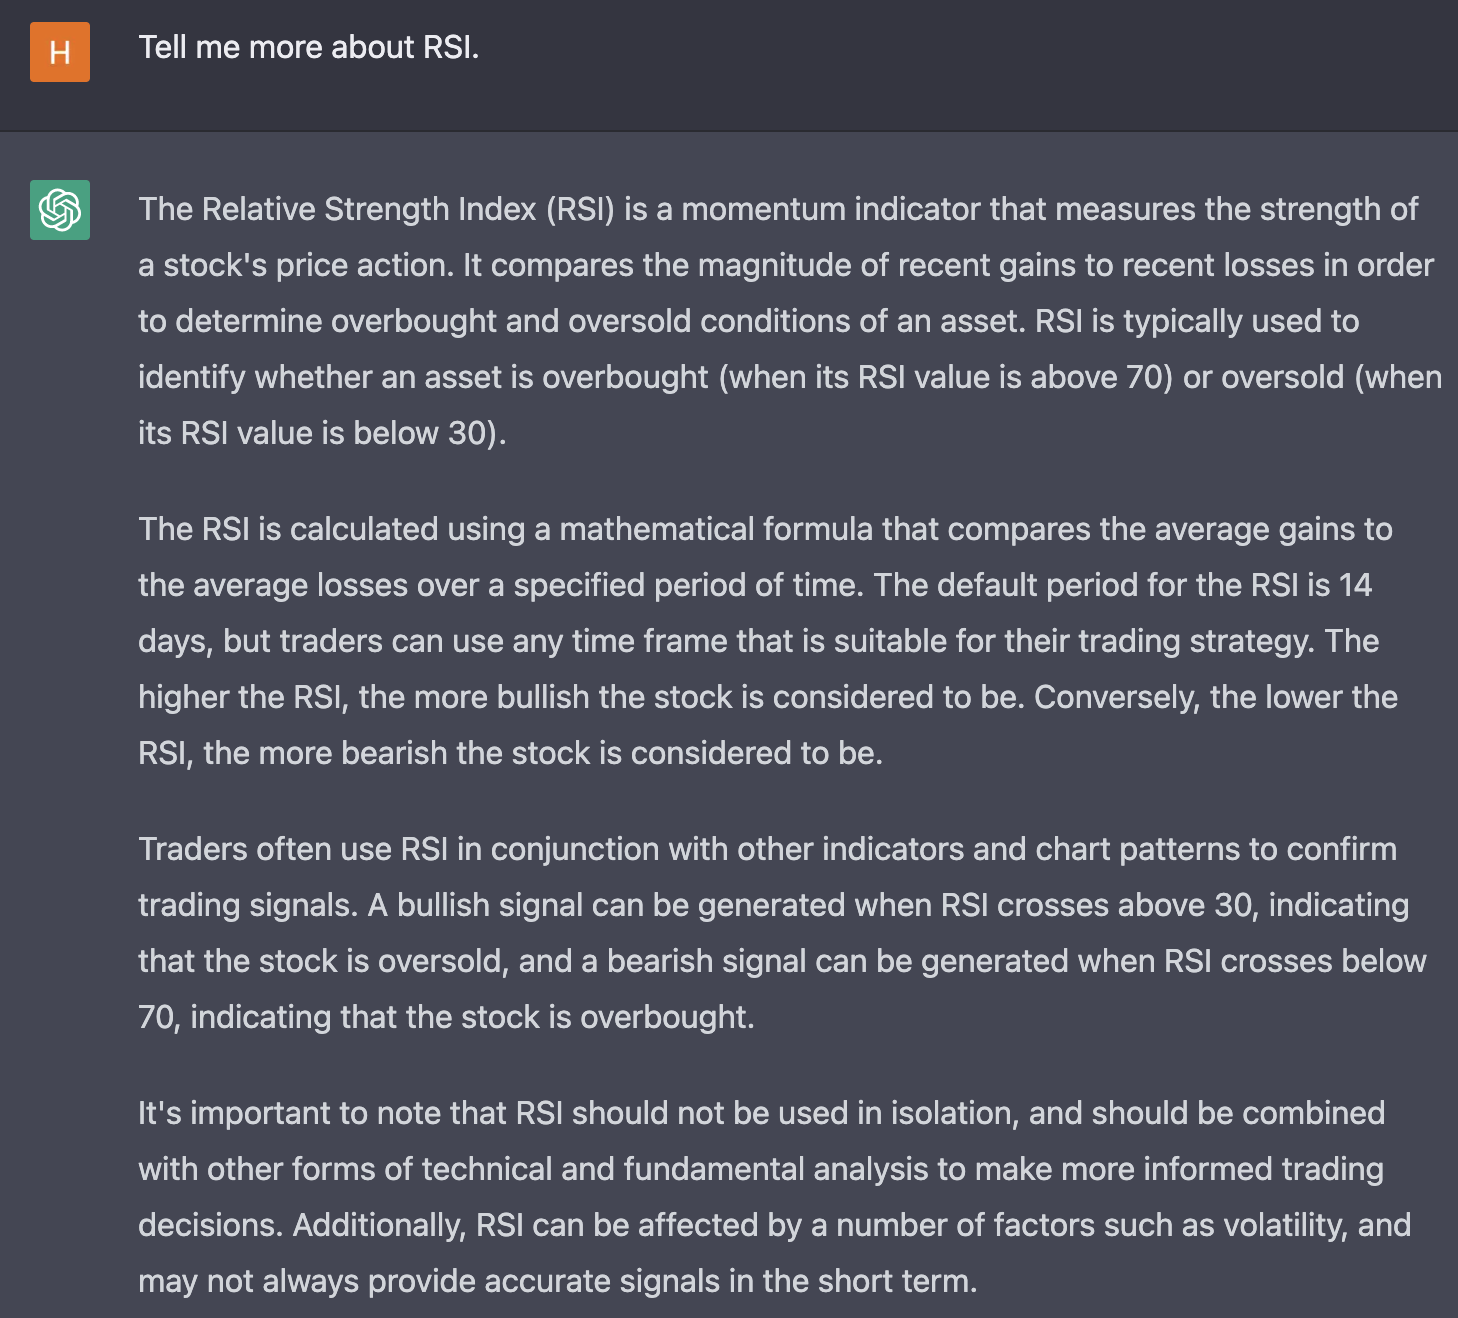 H
Tell me more about RSI.
The Relative Strength Index (RSI) is a momentum indicator that measures the strength of
a stock's price action. It compares the magnitude of recent gains to recent losses in order
to determine overbought and oversold conditions of an asset. RSI is typically used to
identify whether an asset is overbought (when its RSI value is above 70) or oversold (when
its RSI value is below 30).
The RSI is calculated using a mathematical formula that compares the average gains to
the average losses over a specified period of time. The default period for the RSI is 14
days, but traders can use any time frame that is suitable for their trading strategy. The
higher the RSI, the more bullish the stock is considered to be. Conversely, the lower the
RSI, the more bearish the stock is considered to be.
Traders often use RSI in conjunction with other indicators and chart patterns to confirm
trading signals. A bullish signal can be generated when RSI crosses above 30, indicating
that the stock is oversold, and a bearish signal can be generated when RSI crosses below
70, indicating that the stock is overbought.
It's important to note that RSI should not be used in isolation, and should be combined
with other forms of technical and fundamental analysis to make more informed trading
decisions. Additionally, RSI can be affected by a number of factors such as volatility, and
may not always provide accurate signals in the short term.